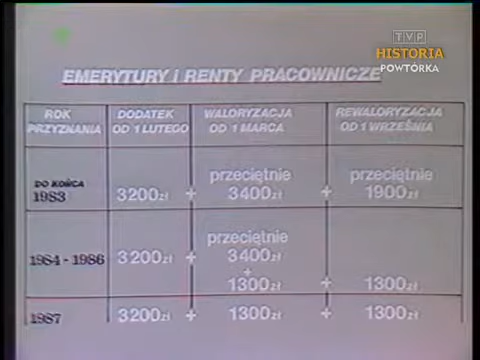 TVP
HISTORIA
POWTÓRKA
EMERYTURY I RENTY PRACOWNICZE
ROK PRZYZNANIA
DODATEK OD 1 LUTEGO
WALORYZACJA OD 1 MARCA
REWALORYZACJA OD 1 WRZEŚNIA
DO KOŃCA 1983
3200zł
+
przeciętnie 3400zł
+
przeciętnie 1900zł
1984-1986
3200zł
+
przeciętnie 3400zł
+
1300zł
+
1300zł
1987
3200zł
+
1300zł
+
1300zł